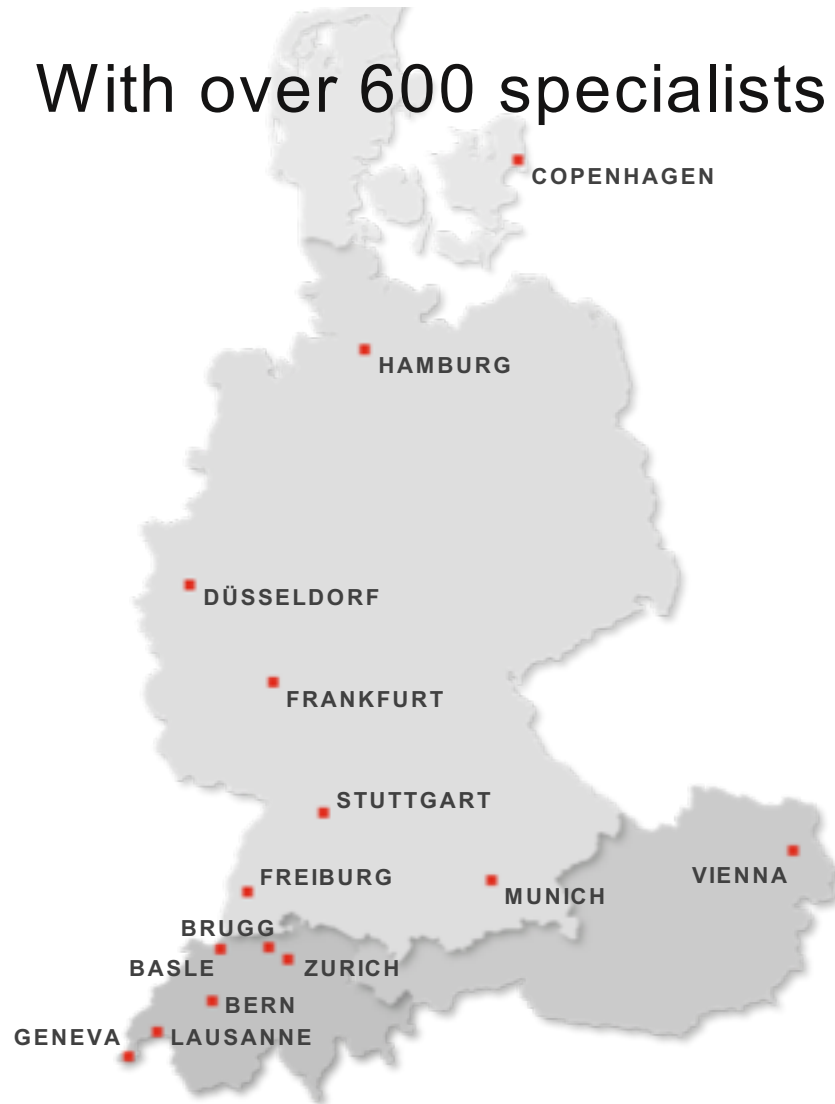 With over 600 specialists
COPENHAGEN
HAMBURG
DÜSSELDORF
FRANKFURT
STUTTGART
FREIBURG
VIENNA
MUNICH
BRUGG
BASLE
ZURICH
BERN
GENEVA
LAUSANNE